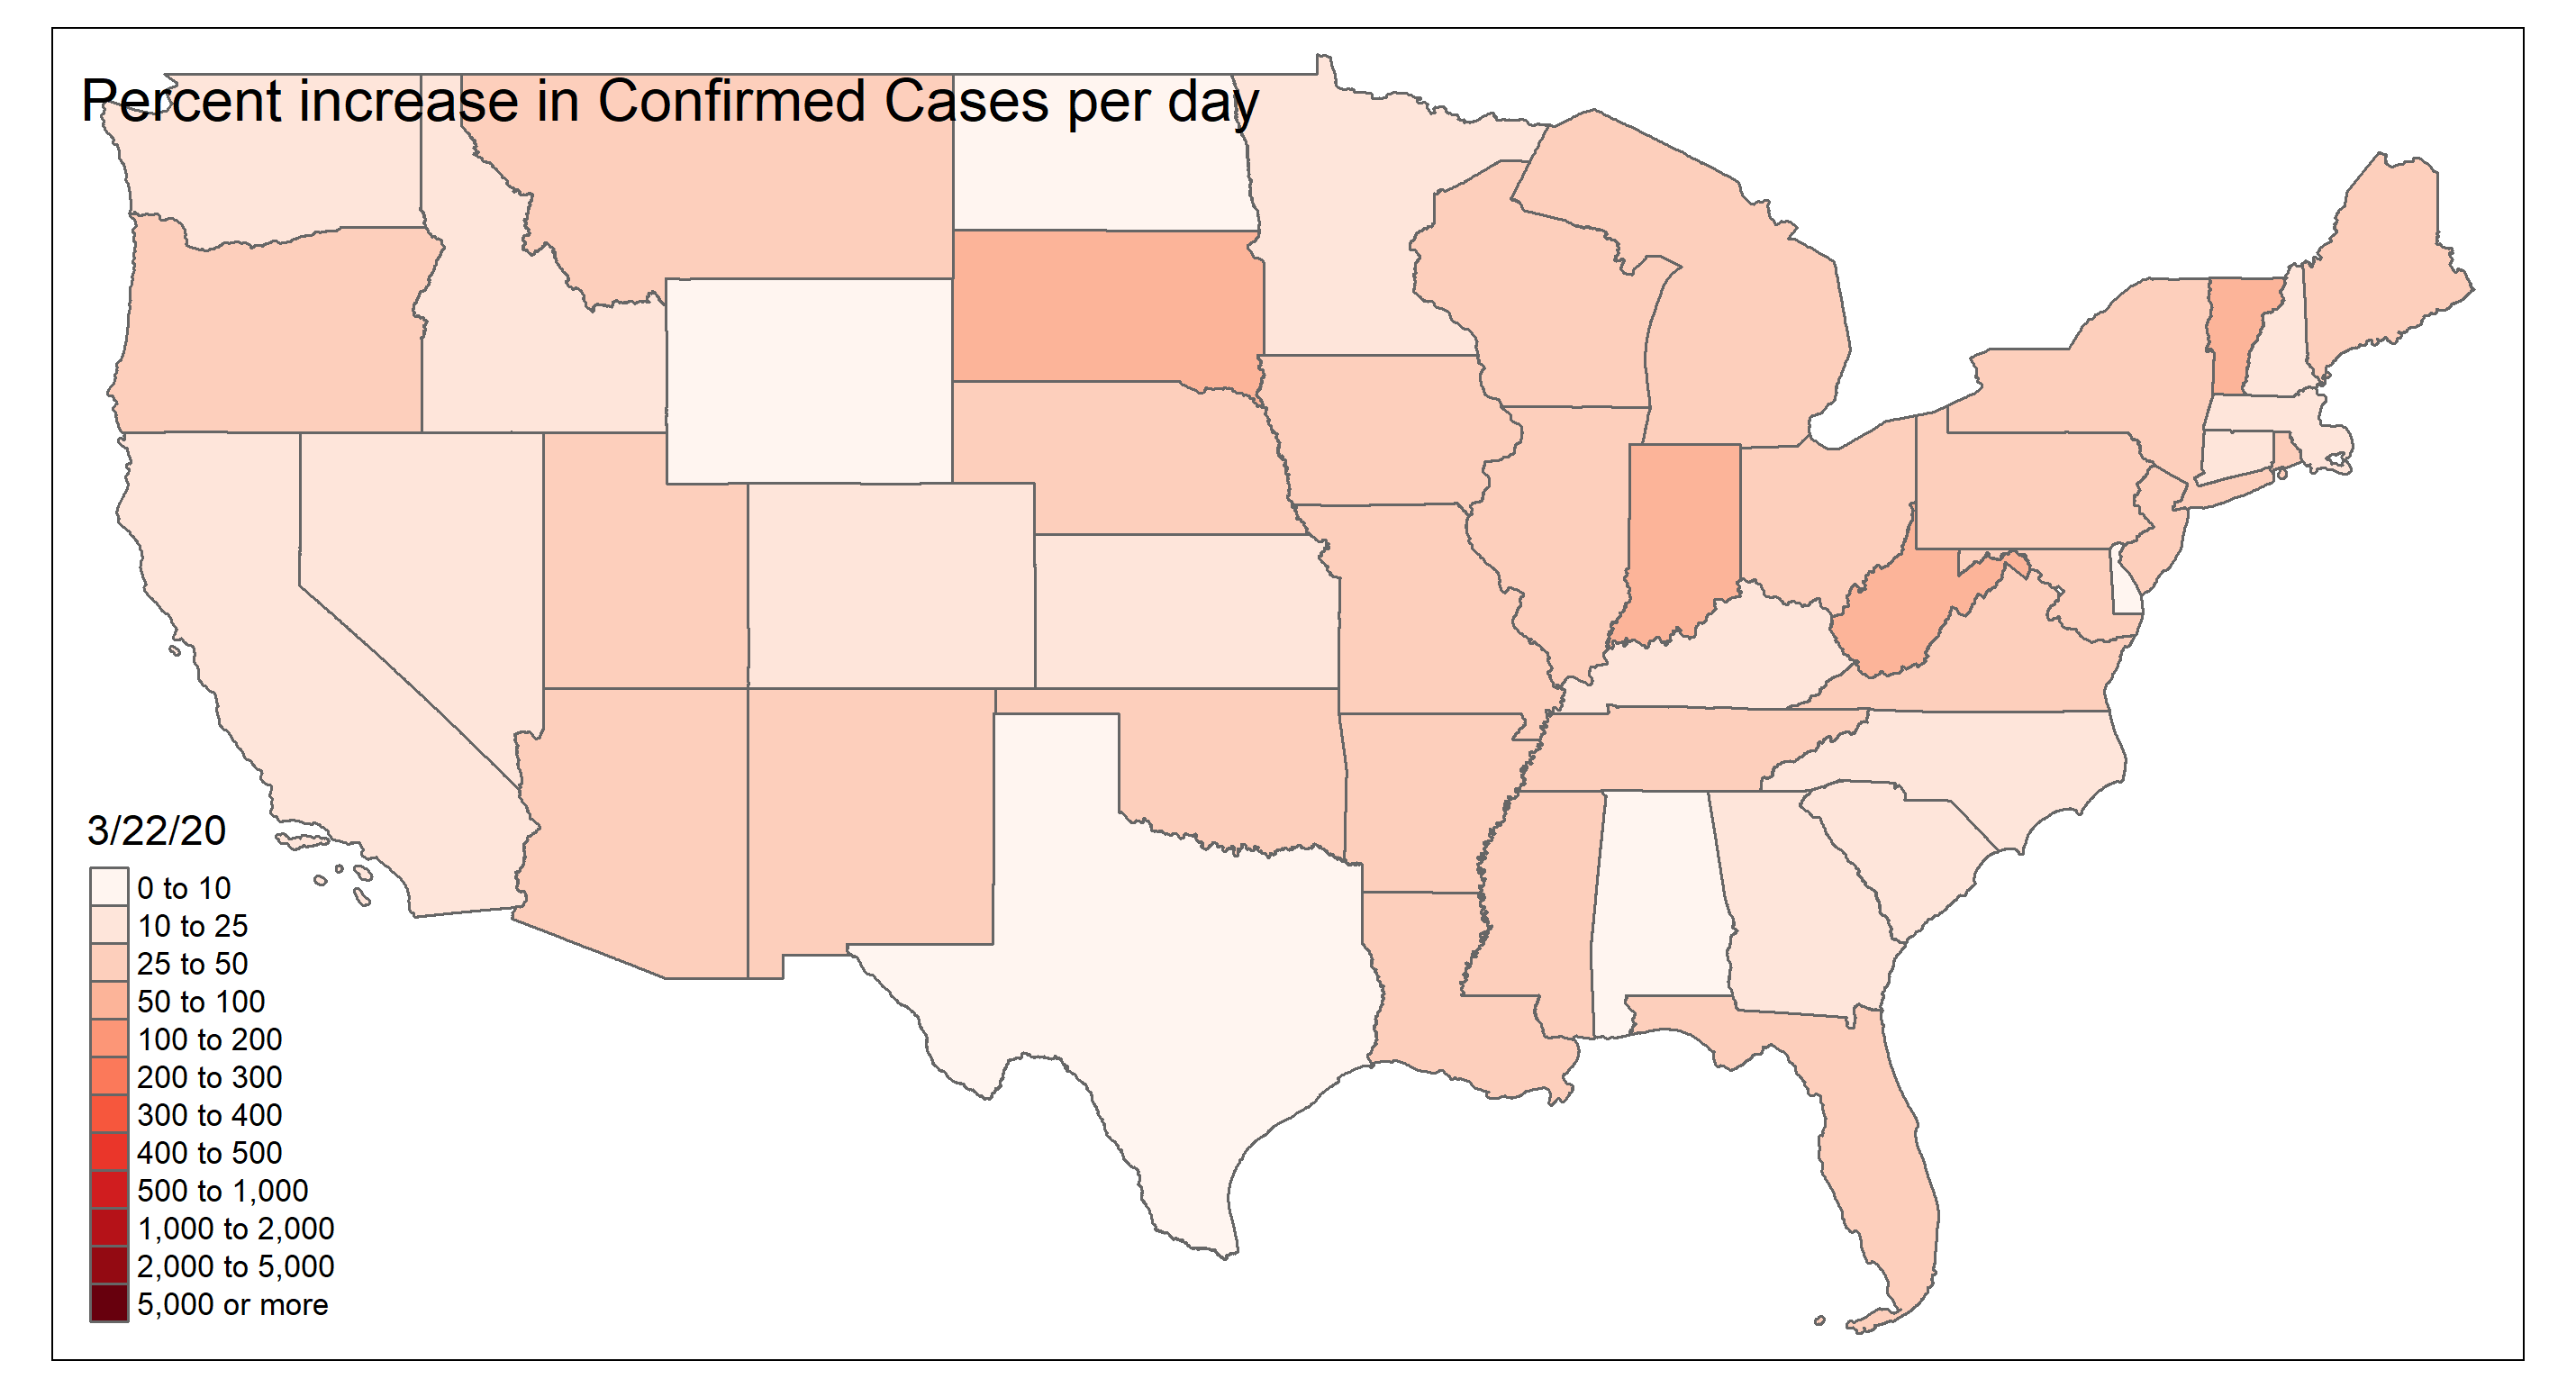 Percent increase in Confirmed Cases per day
3/22/20
0 to 10
10 to 25
25 to 50
50 to 100
100 to 200
200 to 300
300 to 400
400 to 500
500 to 1,000
1,000 to 2,000
2,000 to 5,000
5,000 or more